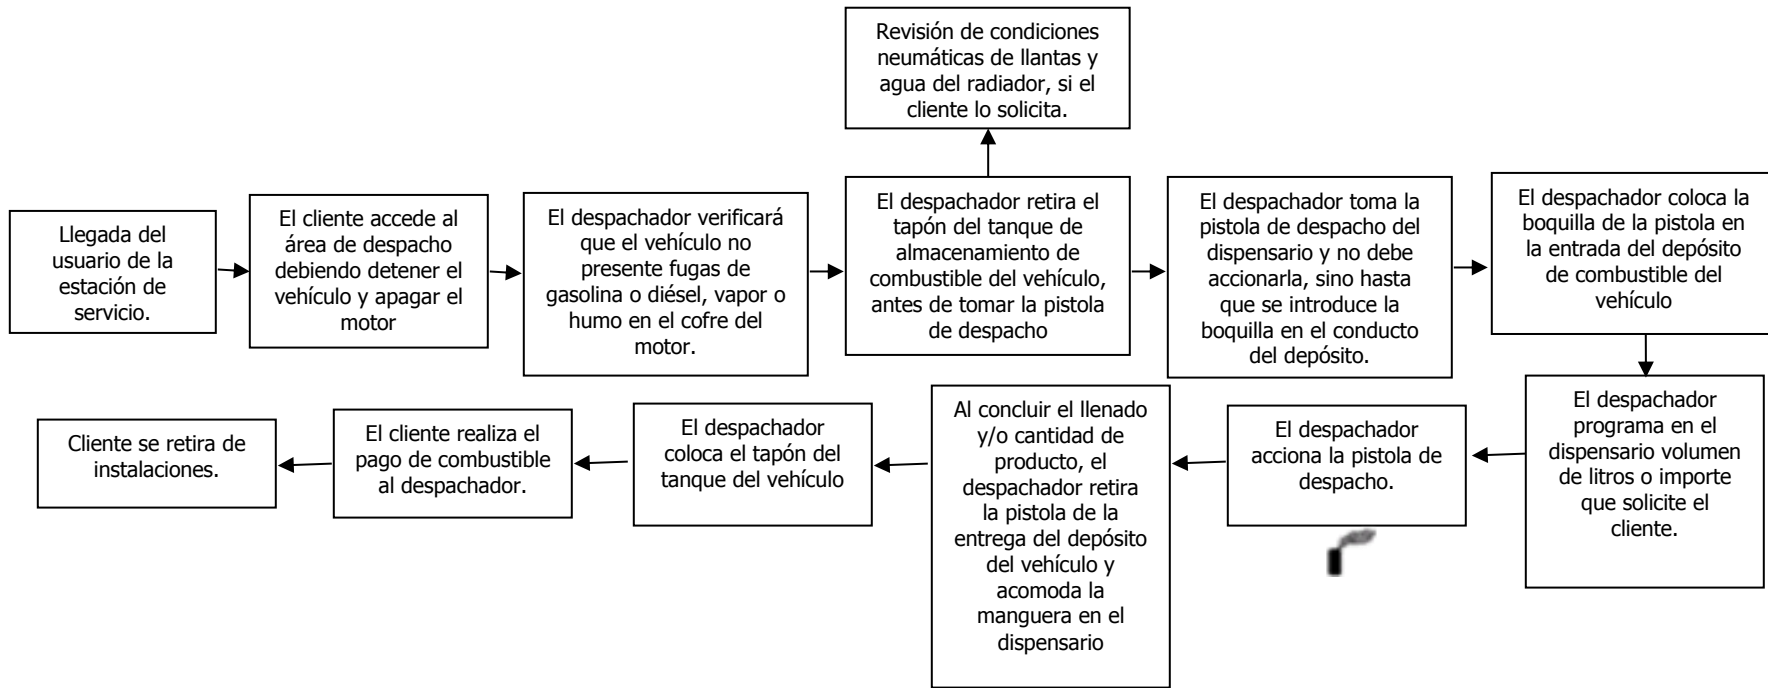 Revisión de condiciones
neumáticas de llantas y
agua del radiador, si el
cliente lo solicita.
Llegada del
usuario de la
estación de
servicio.
El cliente accede al
área de despacho
debiendo detener el
vehículo y apagar el
motor
El despachador verificará
que el vehículo no
presente fugas de
gasolina o diésel, vapor o
humo en el cofre del
motor.
El despachador retira el
tapón del tanque de
almacenamiento de
combustible del vehículo,
antes de tomar la pistola
de despacho
El despachador toma la
pistola de despacho del
dispensario y no debe
accionarla, sino hasta
que se introduce la
boquilla en el conducto
del depósito.
El despachador coloca la
boquilla de la pistola en
la entrada del depósito
de combustible del
vehículo
El despachador
programa en el
dispensario volumen
de litros o importe
que solicite el
cliente.
El despachador
acciona la pistola de
despacho.
Al concluir el llenado
y/o cantidad de
producto, el
despachador retira
la pistola de la
entrega del depósito
del vehículo y
acomoda la
manguera en el
dispensario
El despachador
coloca el tapón del
tanque del vehículo
El cliente realiza el
pago de combustible
al despachador.
Cliente se retira de
instalaciones.